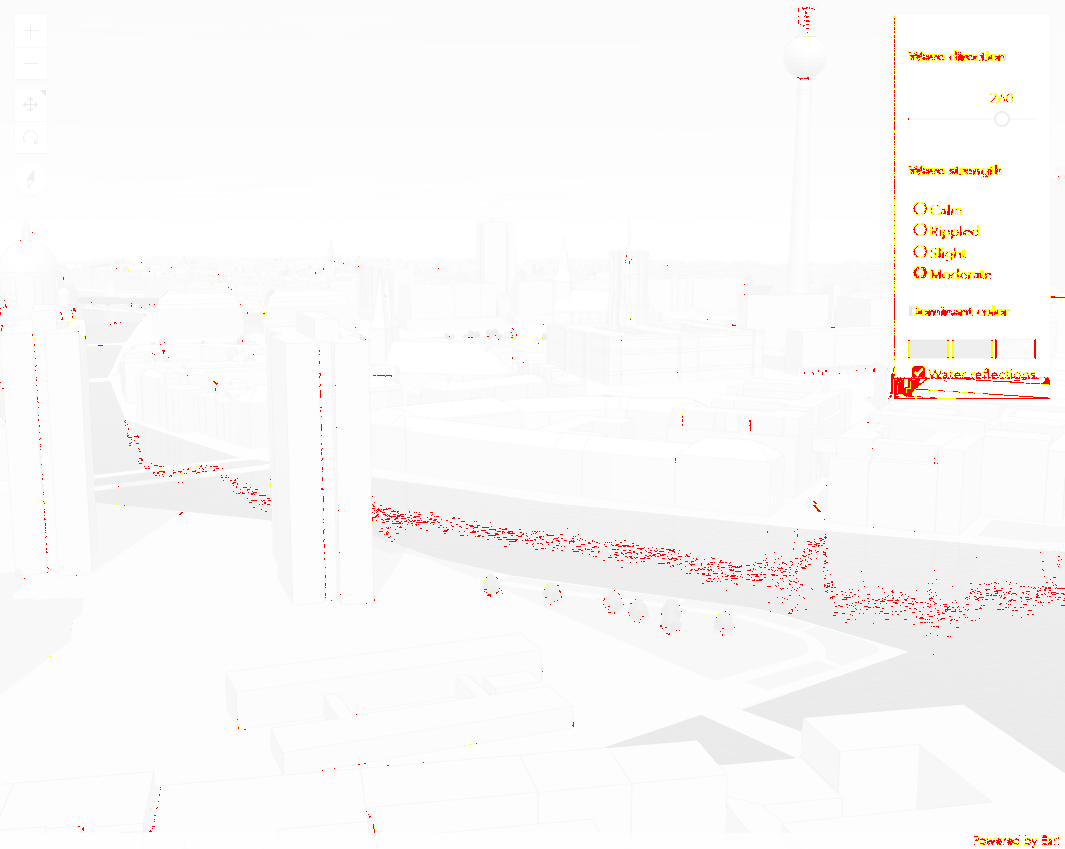 Wave direction
260
Wave strength
Calm
Rippled
Slight
Moderate
Dominant color
Water reflections
Powered by Esri